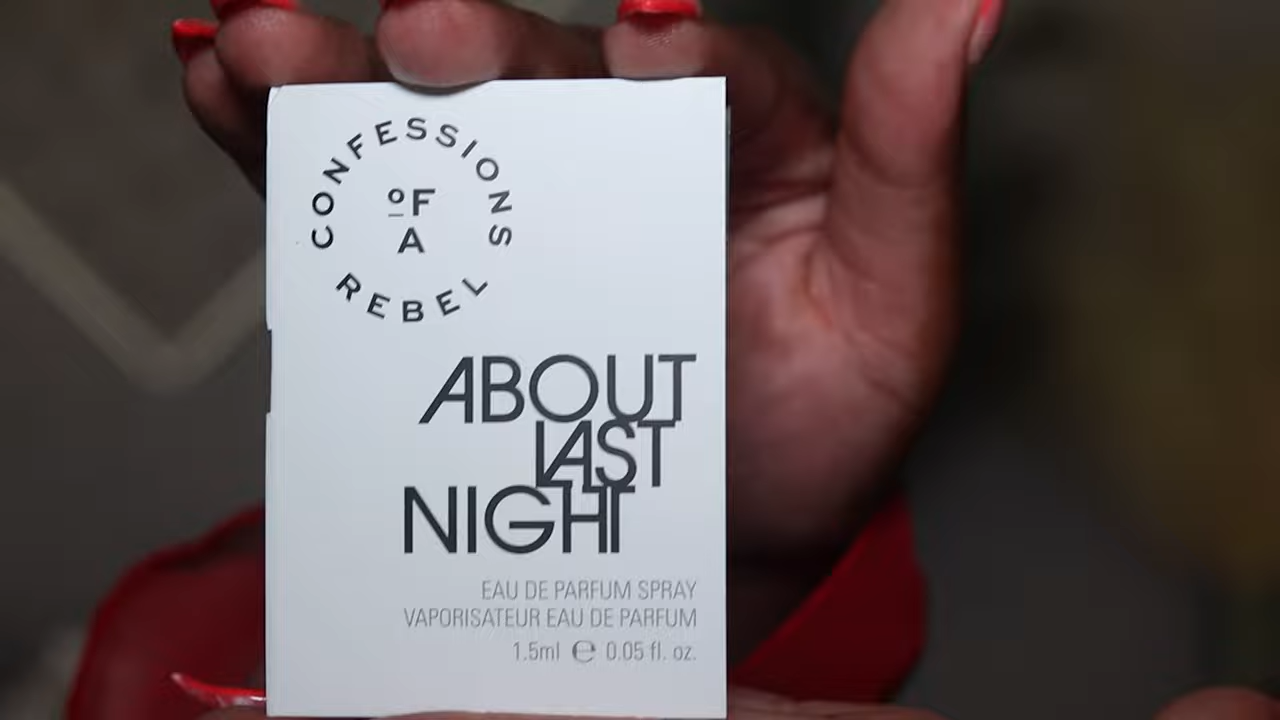 CONFESSIONS
oF
A
REBEL
ABOUT
LAST
NIGHT
EAU DE PARFUM SPRAY
VAPORISATEUR EAU DE PARFUM
1.5ml ℮ 0.05 fl. oz.